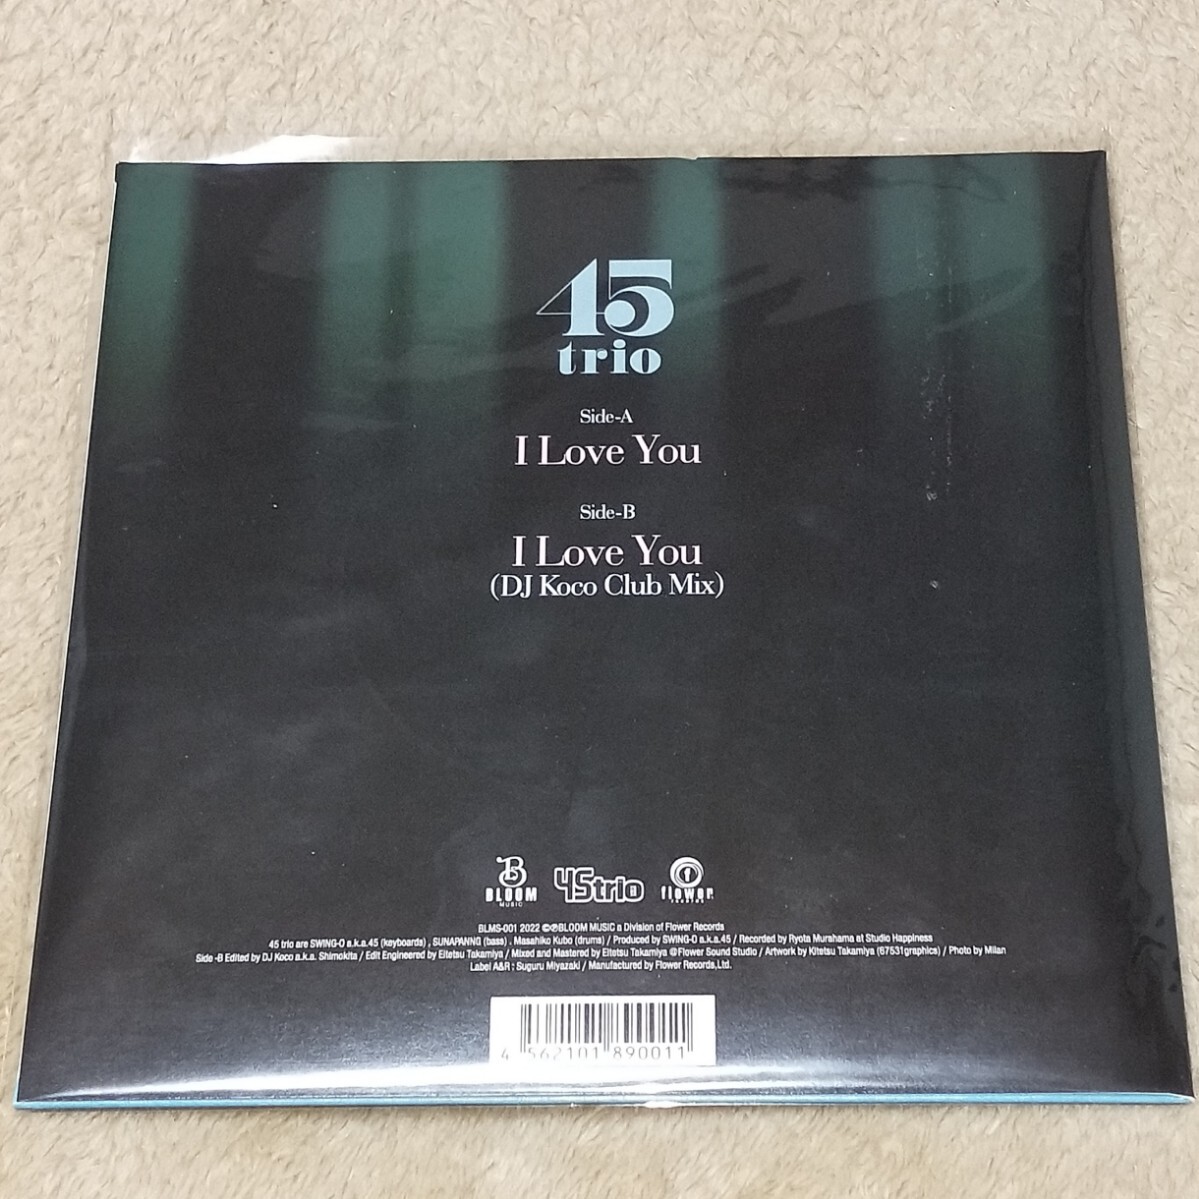 45
trio
Side-A
I Love You
Side-B
I Love You
(DJ Koco Club Mix)
B
BLOOM
MUSIC
45trio
flower
BLMS-001 2022 ©℗BLOOM MUSIC a Division of Flower Records
45 trio are SWING-O a.k.a.45 (keyboards) , SUNAPANNG (bass) . Masahiko Kubo (drums) / Produced by SWING-O a.k.a.45 / Recorded by Ryota Murahama at Studio Happiness
Side -B Edited by DJ Koco a.k.a. Shimokita / Edit Engineered by Eitetsu Takamiya / Mixed and Mastered by Eitetsu Takamiya @Flower Sound Studio / Artwork by Kitetsu Takamiya (67531graphics) / Photo by Milan
Label A&R : Suguru Miyazaki / Manufactured by Flower Records,Ltd.
4 562101 890011